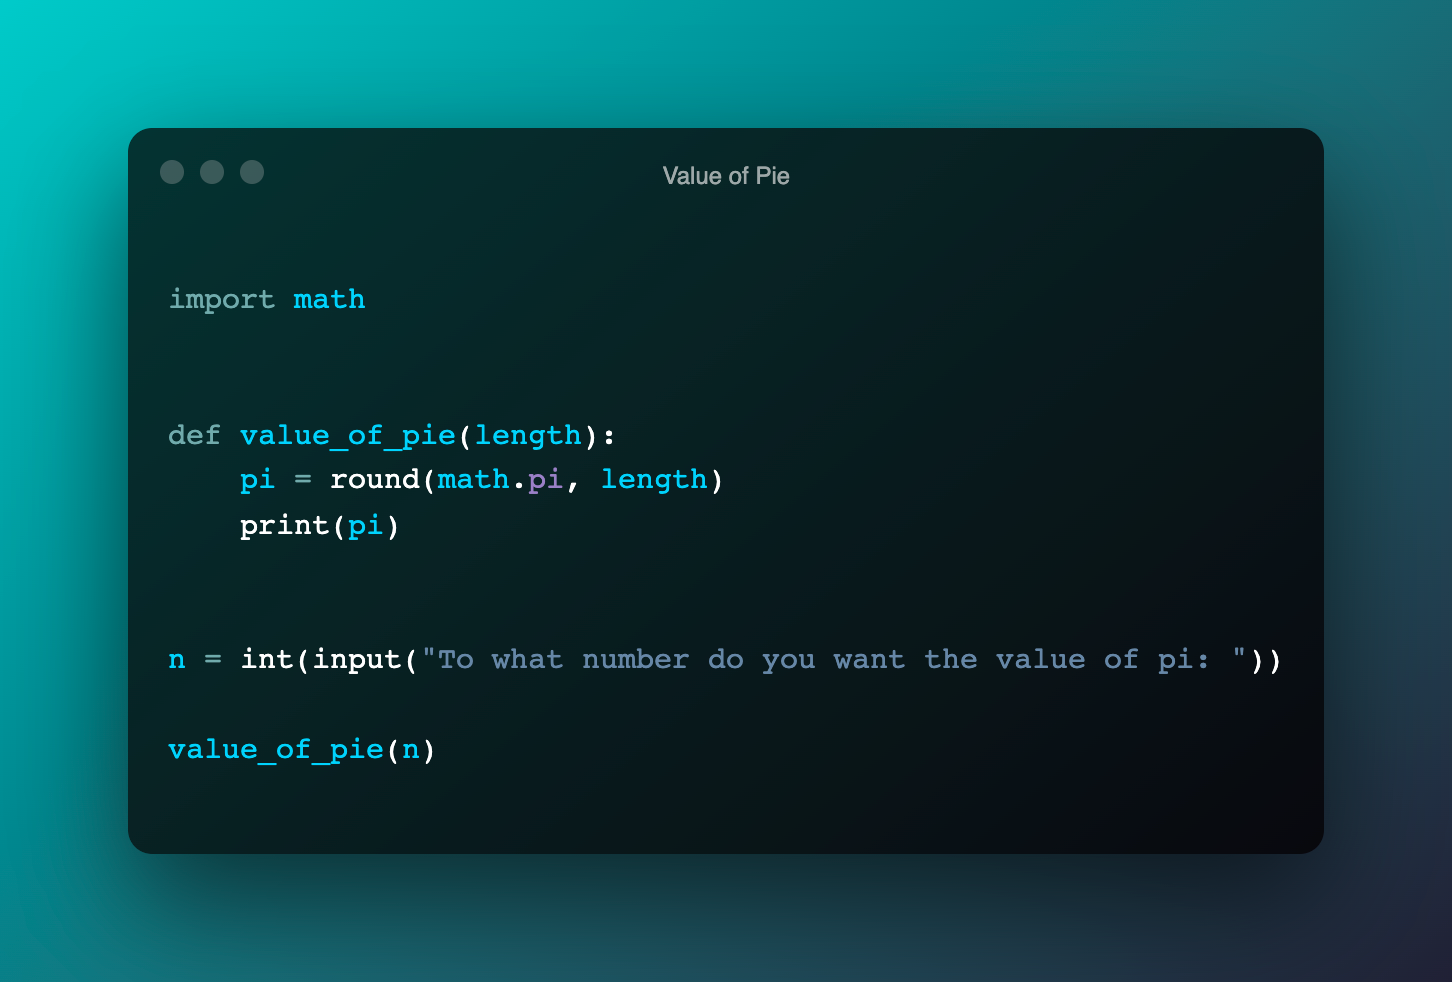 Value of Pie
import math
def value_of_pie(length):
    pi = round(math.pi, length)
    print(pi)
n = int(input("To what number do you want the value of pi: "))
value_of_pie(n)